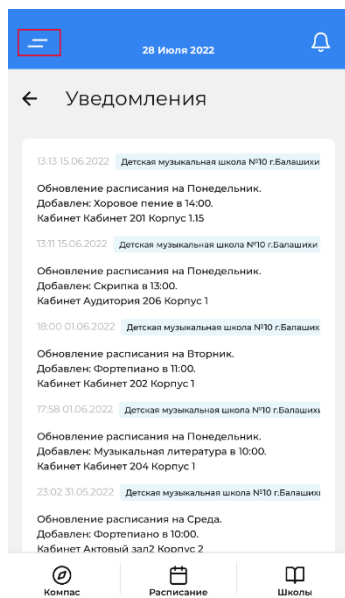 28 Июля 2022
Уведомления
13:13 15.06.2022 Детская музыкальная школа №10 г.Балашихи
Обновление расписания на Понедельник.
Добавлен: Хоровое пение в 14:00.
Кабинет Кабинет 201 Корпус 1.15
13:11 15.06.2022 Детская музыкальная школа №10 г.Балашихи
Обновление расписания на Понедельник.
Добавлен: Скрипка в 13:00.
Кабинет Аудитория 206 Корпус 1
18:00 01.06.2022 Детская музыкальная школа №10 г.Балаших
Обновление расписания на Вторник.
Добавлен: Фортепиано в 11:00.
Кабинет Кабинет 202 Корпус 1
17:58 01.06.2022 Детская музыкальная школа №10 г.Балашихи
Обновление расписания на Понедельник.
Добавлен: Музыкальная литература в 10:00.
Кабинет Кабинет 204 Корпус 1
23:02 31.05.2022 Детская музыкальная школа №10 г.Балашихи
Обновление расписания на Среда.
Добавлен: Фортепиано в 10:00.
Кабинет Актовый зал2 Корпус 2
Компас Расписание Школы